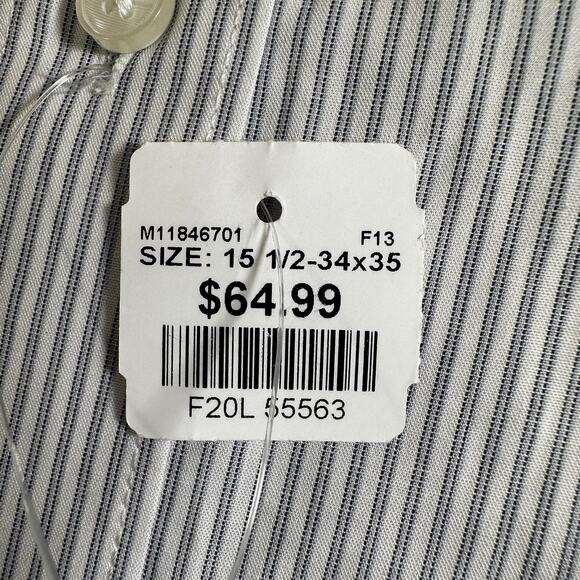 M11846701 F13
SIZE: 15 1/2-34x35
$64.99
F20L 55563